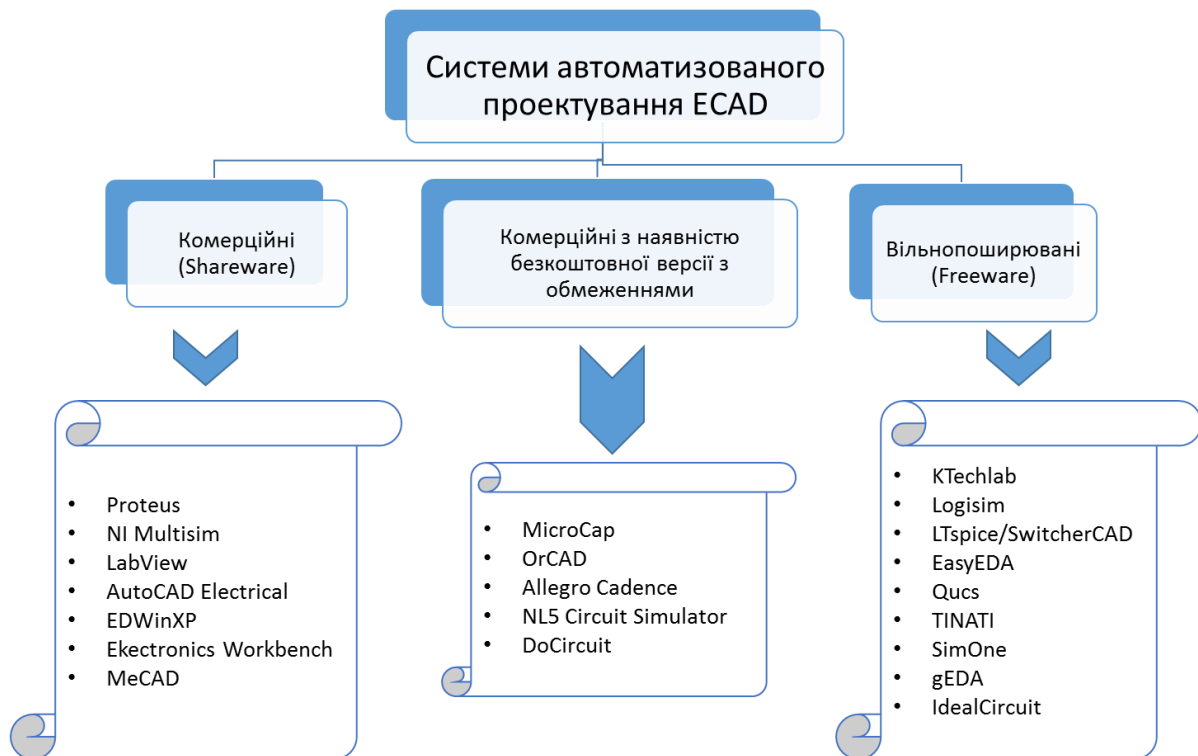 Системи автоматизованого
проектування ECAD
Комерційні
(Shareware)
Комерційні з наявністю
безкоштовної версії з
обмеженнями
Вільнопоширювані
(Freeware)
• Proteus
• NI Multisim
• LabView
• AutoCAD Electrical
• EDWinXP
• Ekectronics Workbench
• MeCAD
• MicroCap
• OrCAD
• Allegro Cadence
• NL5 Circuit Simulator
• DoCircuit
• KTechlab
• Logisim
• LTspice/SwitcherCAD
• EasyEDA
• Qucs
• TINATI
• SimOne
• gEDA
• IdealCircuit